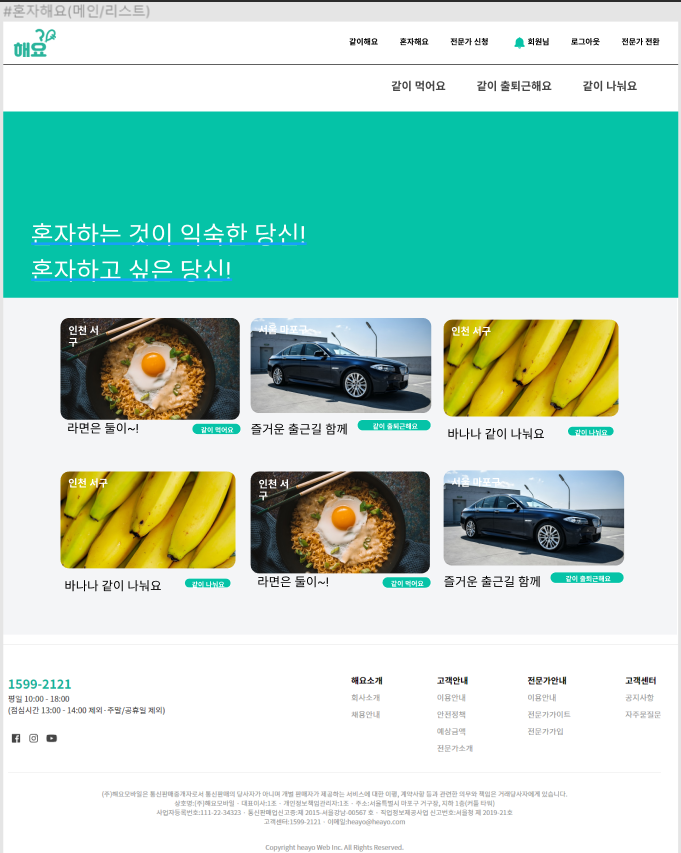 #혼자해요(메인/리스트)
해요
같이해요 혼자해요 전문가 신청 회원님 로그아웃 전문가 전환
같이 먹어요 같이 출퇴근해요 같이 나눠요
혼자하는 것이 익숙한 당신!
혼자하고 싶은 당신!
인천 서
구
서울 마포구
인천 서구
라면은 둘이~!
같이 먹어요
즐거운 출근길 함께
같이 출퇴근해요
바나나 같이 나눠요
같이 나눠요
인천 서구
인천 서
구
서울 마포구
바나나 같이 나눠요
같이 나눠요
라면은 둘이~!
같이 먹어요
즐거운 출근길 함께
같이 출퇴근해요
1599-2121
평일 10:00 - 18:00
(점심시간 13:00 - 14:00 제외·주말/공휴일 제외)
해요소개
회사소개
채용안내
고객안내
이용안내
안전정책
예상금액
전문가소개
전문가안내
이용안내
전문가가이드
전문가가입
고객센터
공지사항
자주묻질문
(주)해요모바일은 통신판매중개자로서 통신판매의 당사자가 아니며 개별 판매자가 제공하는 서비스에 대한 이행, 계약사항 등과 관련한 의무와 책임은 거래당사자에게 있습니다.
상호명:(주)해요모바일 · 대표이사:1조 · 개인정보책임관리자:1조 · 주소:서울특별시 마포구 가구점, 지하 1층(커풀 타워)
사업자등록번호:111-22-34323 · 통신판매업신고증:제 2015-서울강남-00567 호 · 직업정보제공사업 신고번호:서울청 제 2019-21호
고객센터:1599-2121 · 이메일:heayo@heayo.com
Copyright heayo Web Inc. All Rights Reserved.